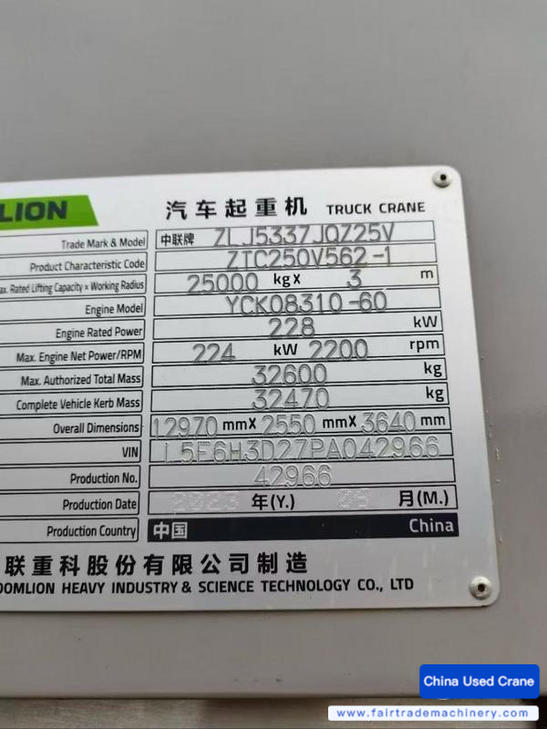 LION 汽车起重机 TRUCK CRANE
Trade Mark & Model 中联牌 ZLJ5337JQZ25V
Product Characteristic Code ZTC250V562-1
ax. Rated Lifting Capacity × Working Radius 25000 kg× 3 m
Engine Model YCK08310-60
Engine Rated Power 228 kW
Max. Engine Net Power/RPM 224 kW 2200 rpm
Max. Authorized Total Mass 32600 kg
Complete Vehicle Kerb Mass 32470 kg
Overall Dimensions 12970 mm× 2550 mm× 3640 mm
VIN L5E6H3D27PA042966
Production No. 42966
Production Date 2023 年(Y.) 05 月(M.)
Production Country 中国 China
联重科股份有限公司制造
OOMLION HEAVY INDUSTRY & SCIENCE TECHNOLOGY CO., LTD
China Used Crane
www.fairtrademachinery.com